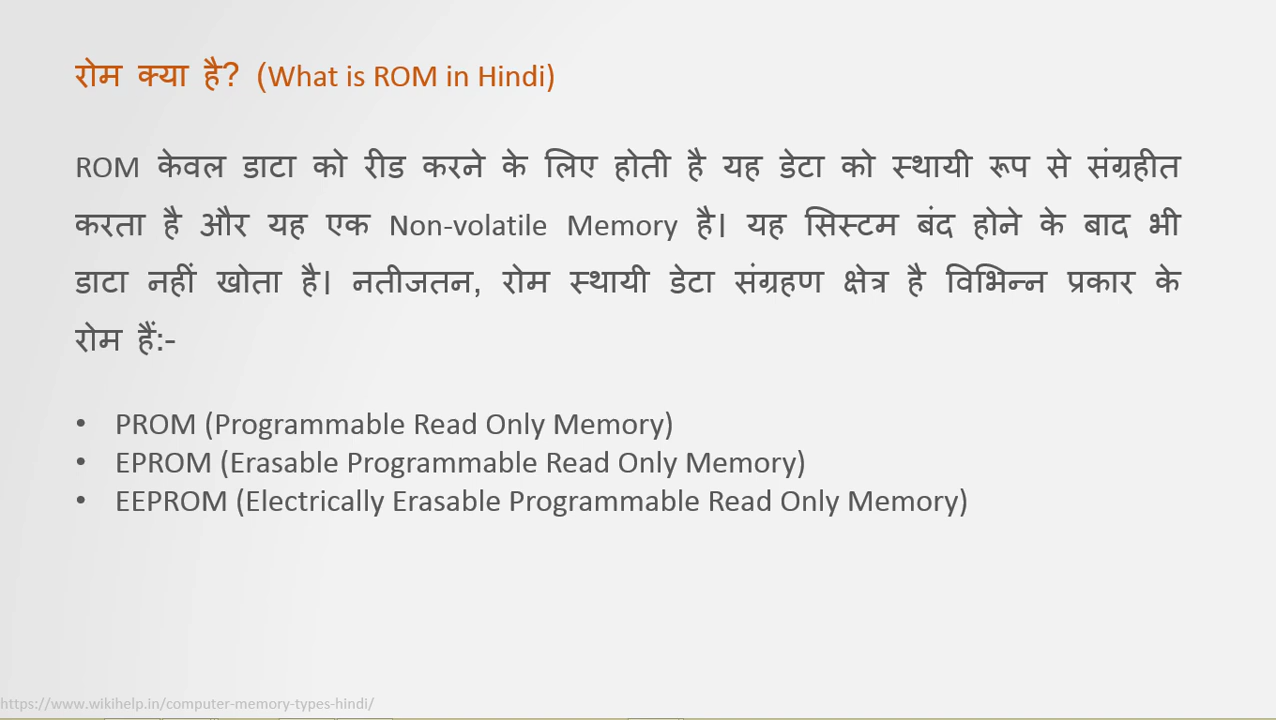 रोम क्या है? (What is ROM in Hindi)
ROM केवल डाटा को रीड करने के लिए होती है यह डेटा को स्थायी रूप से संग्रहीत
करता है और यह एक Non-volatile Memory है। यह सिस्टम बंद होने के बाद भी
डाटा नहीं खोता है। नतीजतन, रोम स्थायी डेटा संग्रहण क्षेत्र है विभिन्न प्रकार के
रोम हैं:-
• PROM (Programmable Read Only Memory)
• EPROM (Erasable Programmable Read Only Memory)
• EEPROM (Electrically Erasable Programmable Read Only Memory)
https://www.wikihelp.in/computer-memory-types-hindi/